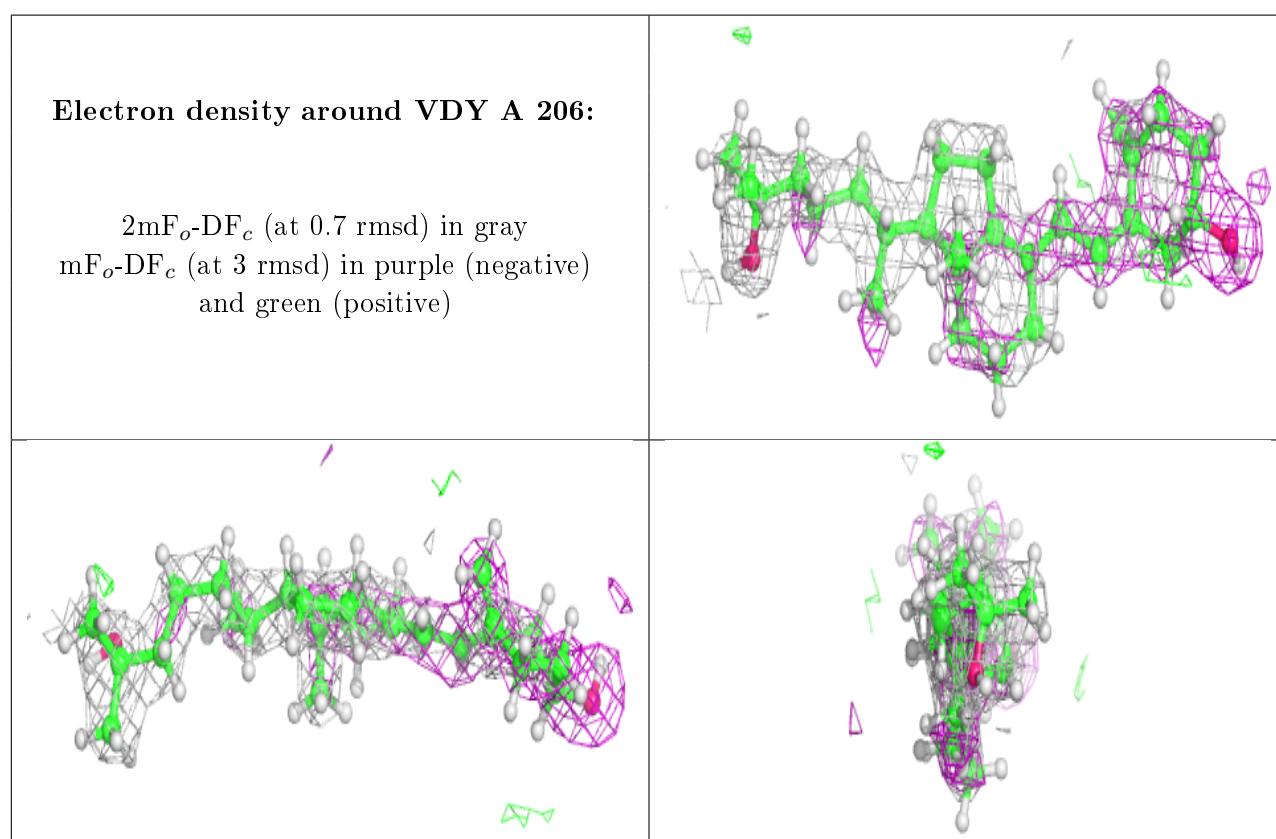 Electron density around VDY A 206:
2mFₒ-DF𝒸 (at 0.7 rmsd) in gray
mFₒ-DF𝒸 (at 3 rmsd) in purple (negative)
and green (positive)